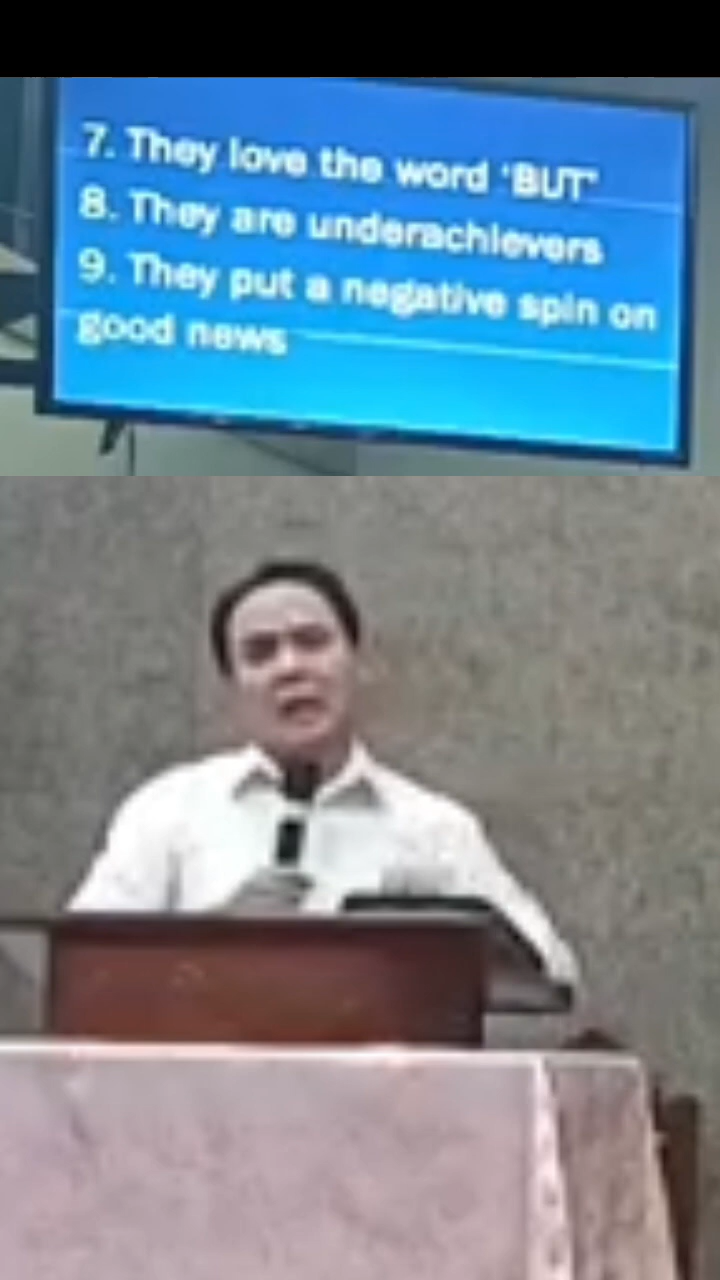 7. They love the word 'BUT'
8. They are underachievers
9. They put a negative spin on
good news